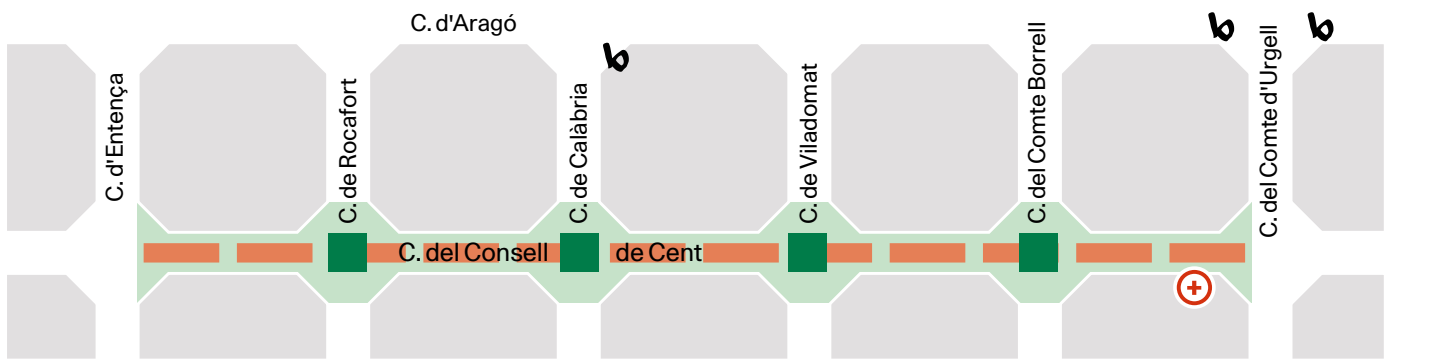 C. d'Aragó
C. d'Entença
C. de Rocafort
C. de Calàbria
C. de Viladomat
C. del Comte Borrell
C. del Comte d'Urgell
C. del Consell de Cent